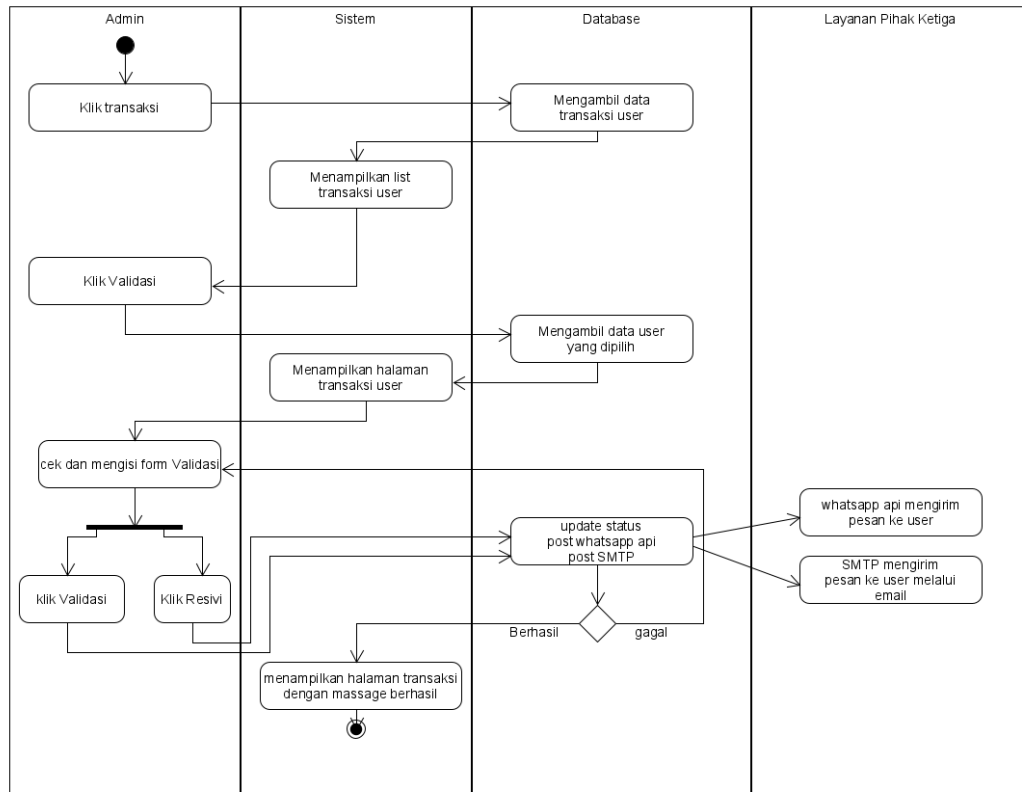 Admin
Sistem
Database
Layanan Pihak Ketiga
Klik transaksi
Mengambil data
transaksi user
Menampilkan list
transaksi user
Klik Validasi
Mengambil data user
yang dipilih
Menampilkan halaman
transaksi user
cek dan mengisi form Validasi
update status
post whatsapp api
post SMTP
whatsapp api mengirim
pesan ke user
SMTP mengirim
pesan ke user melalui
email
klik Validasi
Klik Resivi
Berhasil
gagal
menampilkan halaman transaksi
dengan massage berhasil